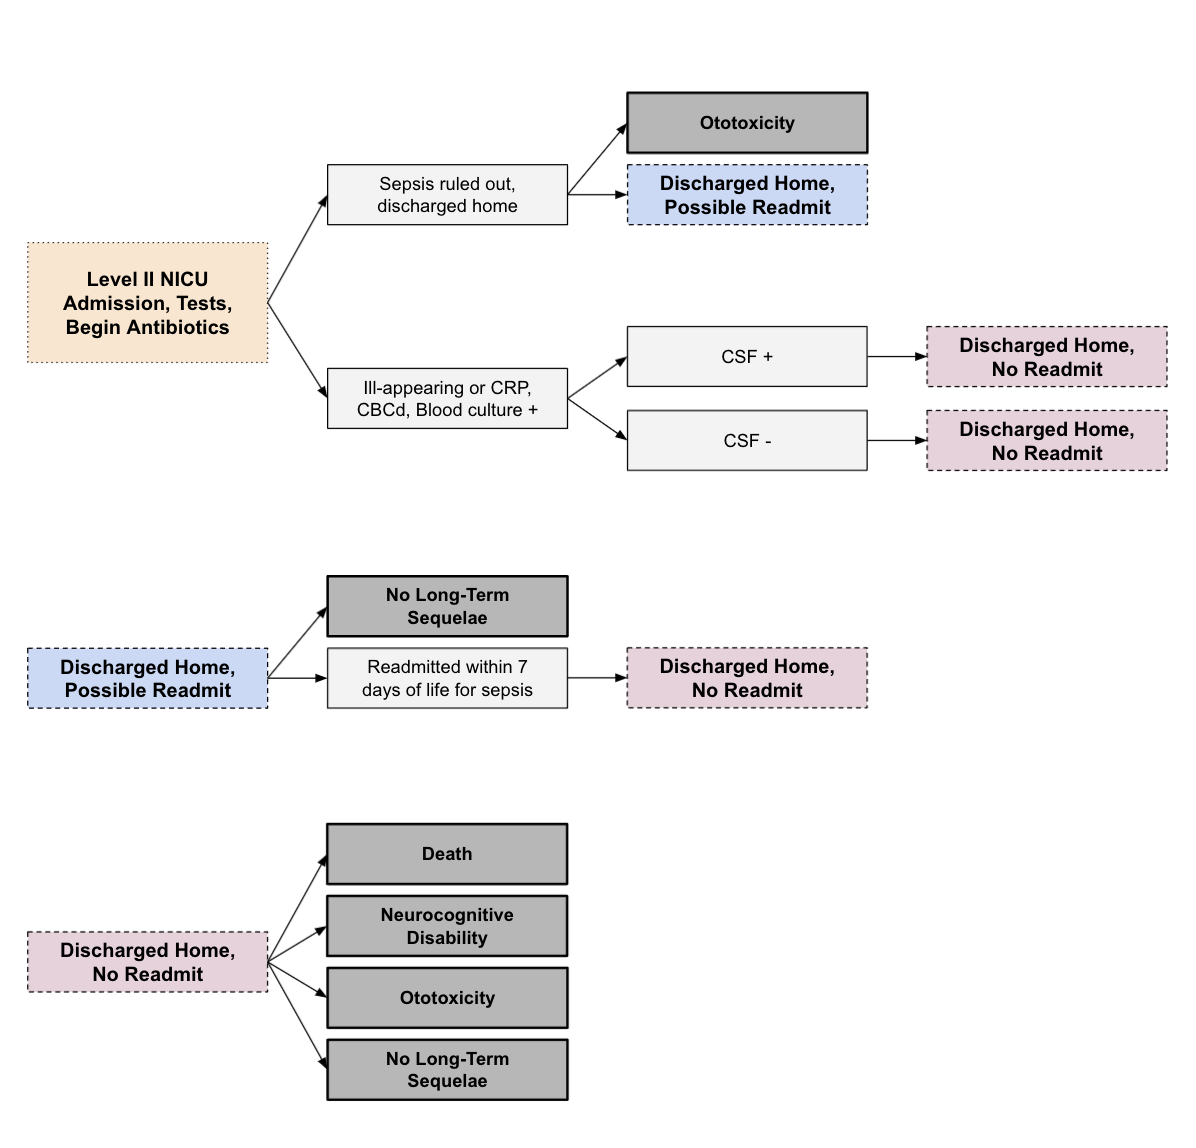 Ototoxicity
Sepsis ruled out,
discharged home
Discharged Home,
Possible Readmit
Level II NICU
Admission, Tests,
Begin Antibiotics
Ill-appearing or CRP,
CBCd, Blood culture +
CSF +
Discharged Home,
No Readmit
CSF -
Discharged Home,
No Readmit
No Long-Term
Sequelae
Discharged Home,
Possible Readmit
Readmitted within 7
days of life for sepsis
Discharged Home,
No Readmit
Death
Neurocognitive
Disability
Discharged Home,
No Readmit
Ototoxicity
No Long-Term
Sequelae